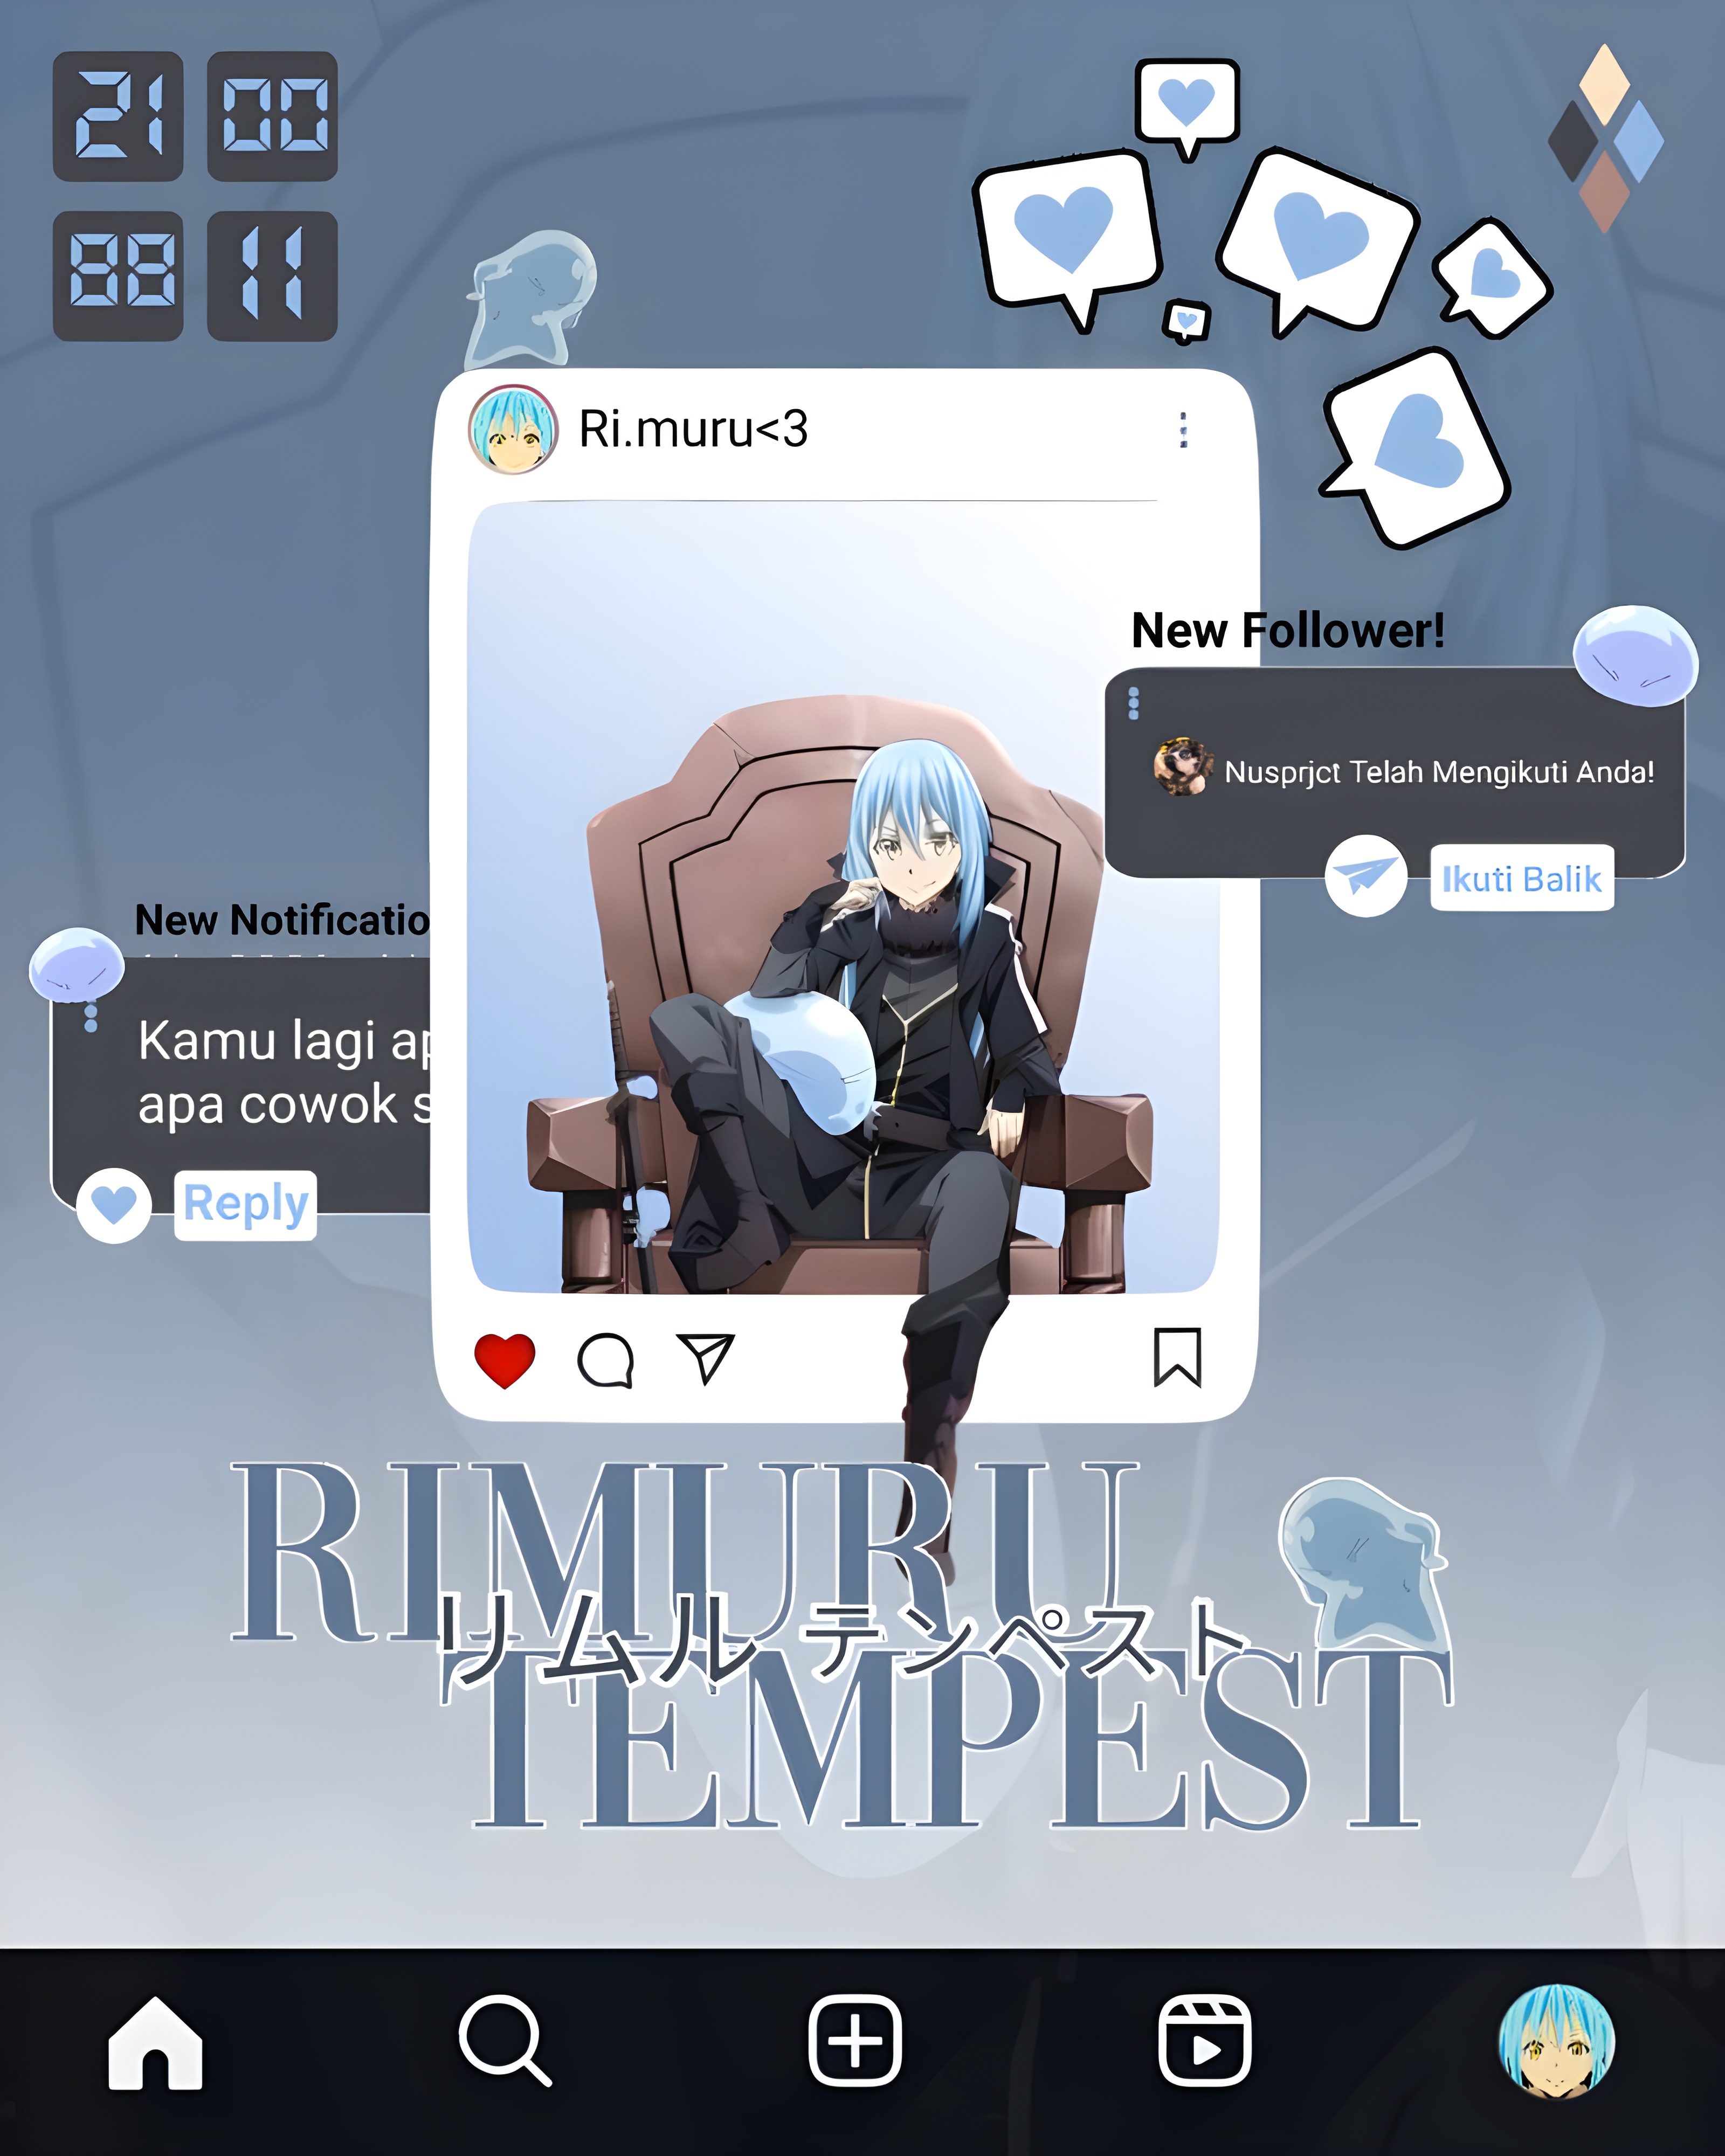 21 00
88 11
Ri.muru<3
New Follower!
Nusprjct Telah Mengikuti Anda!
Ikuti Balik
New Notificatio
Kamu lagi ap
apa cowok s
Reply
RIMURU
リムル テンペスト
TEMPEST